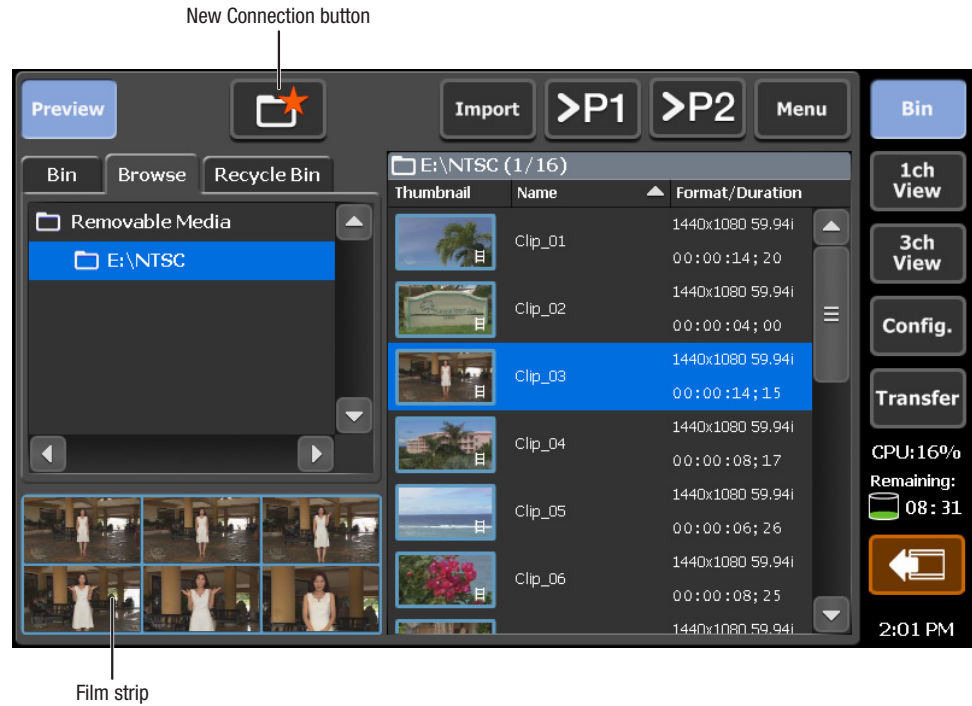 New Connection button
Preview
Import
>P1
>P2
Menu
Bin
Bin
Browse
Recycle Bin
E:\NTSC (1/16)
Thumbnail Name Format/Duration
Removable Media
E:\NTSC
Clip_01
1440x1080 59.94i
00:00:14;20
Clip_02
1440x1080 59.94i
00:00:04;00
Clip_03
1440x1080 59.94i
00:00:14;15
Clip_04
1440x1080 59.94i
00:00:08;17
Clip_05
1440x1080 59.94i
00:00:06;26
Clip_06
1440x1080 59.94i
00:00:08;25
1440x1080 59.94i
1ch
View
3ch
View
Config.
Transfer
CPU:16%
Remaining:
08:31
2:01 PM
Film strip